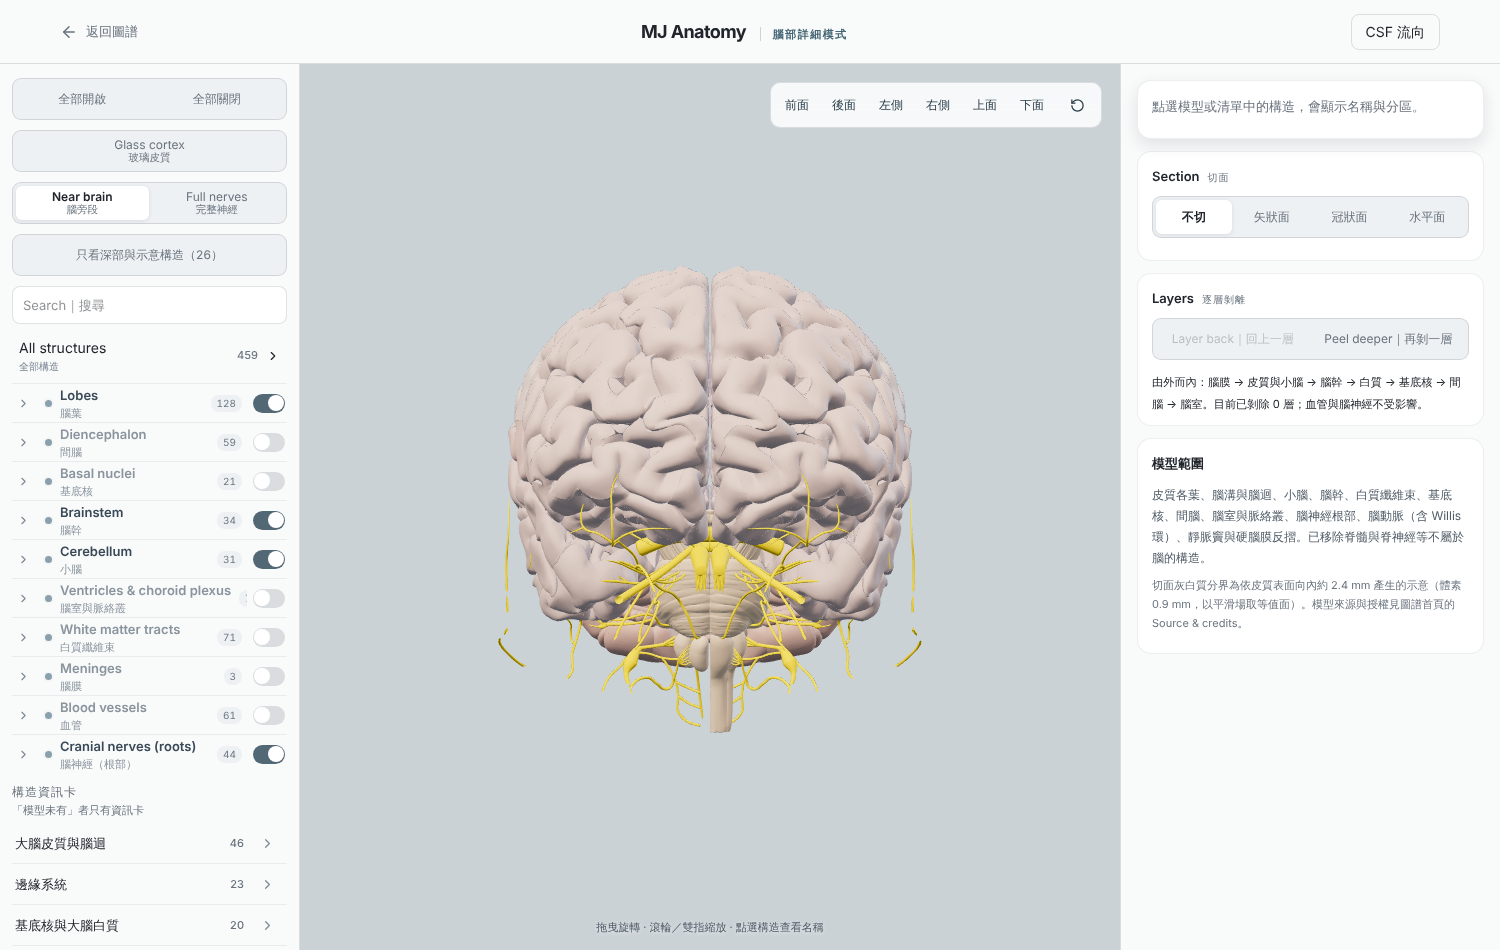 返回圖譜
MJ Anatomy
腦部詳細模式
CSF 流向
全部開啟
全部關閉
Glass cortex
玻璃皮質
Near brain
腦旁段
Full nerves
完整神經
只看深部與示意構造（26）
Search｜搜尋
All structures
全部構造
459
Lobes
腦葉
128
Diencephalon
間腦
59
Basal nuclei
基底核
21
Brainstem
腦幹
34
Cerebellum
小腦
31
Ventricles & choroid plexus
腦室與脈絡叢
White matter tracts
白質纖維束
71
Meninges
腦膜
3
Blood vessels
血管
61
Cranial nerves (roots)
腦神經（根部）
44
構造資訊卡
「模型未有」者只有資訊卡
大腦皮質與腦迴
46
邊緣系統
23
基底核與大腦白質
20
前面
後面
左側
右側
上面
下面
拖曳旋轉 · 滾輪／雙指縮放 · 點選構造查看名稱
點選模型或清單中的構造，會顯示名稱與分區。
Section 切面
不切
矢狀面
冠狀面
水平面
Layers 逐層剝離
Layer back｜回上一層
Peel deeper｜再剝一層
由外而內：腦膜 → 皮質與小腦 → 腦幹 → 白質 → 基底核 → 間
腦 → 腦室。目前已剝除 0 層；血管與腦神經不受影響。
模型範圍
皮質各葉、腦溝與腦迴、小腦、腦幹、白質纖維束、基底
核、間腦、腦室與脈絡叢、腦神經根部、腦動脈（含 Willis
環）、靜脈竇與硬腦膜反摺。已移除脊髓與脊神經等不屬於
腦的構造。
切面灰白質分界為依皮質表面向內約 2.4 mm 產生的示意（體素
0.9 mm，以平滑場取等值面）。模型來源與授權見圖譜首頁的
Source & credits。